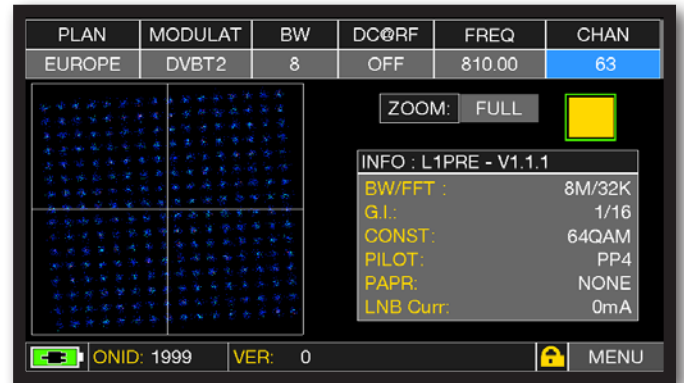 PLAN MODULAT BW DC@RF FREQ CHAN
EUROPE DVBT2 8 OFF 810.00 63
ZOOM: FULL
INFO : L1PRE - V1.1.1
BW/FFT : 8M/32K
G.I.: 1/16
CONST: 64QAM
PILOT: PP4
PAPR: NONE
LNB Curr: 0mA
ONID: 1999 VER: 0 MENU